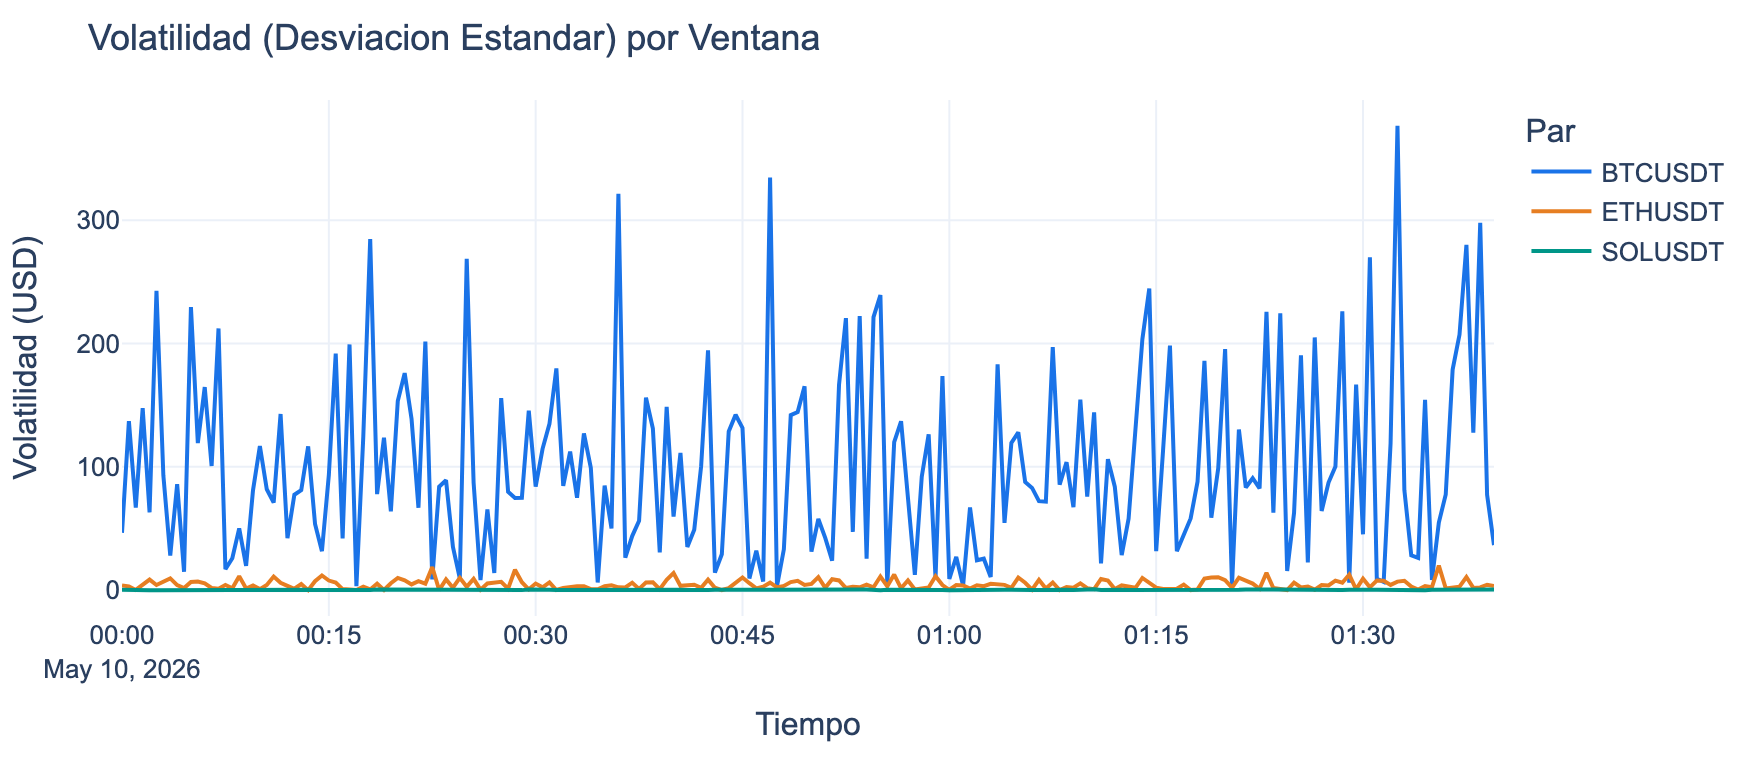 Volatilidad (Desviacion Estandar) por Ventana
Par
BTCUSDT
ETHUSDT
SOLUSDT
Volatilidad (USD)
300
200
100
0
00:00 00:15 00:30 00:45 01:00 01:15 01:30
May 10, 2026
Tiempo